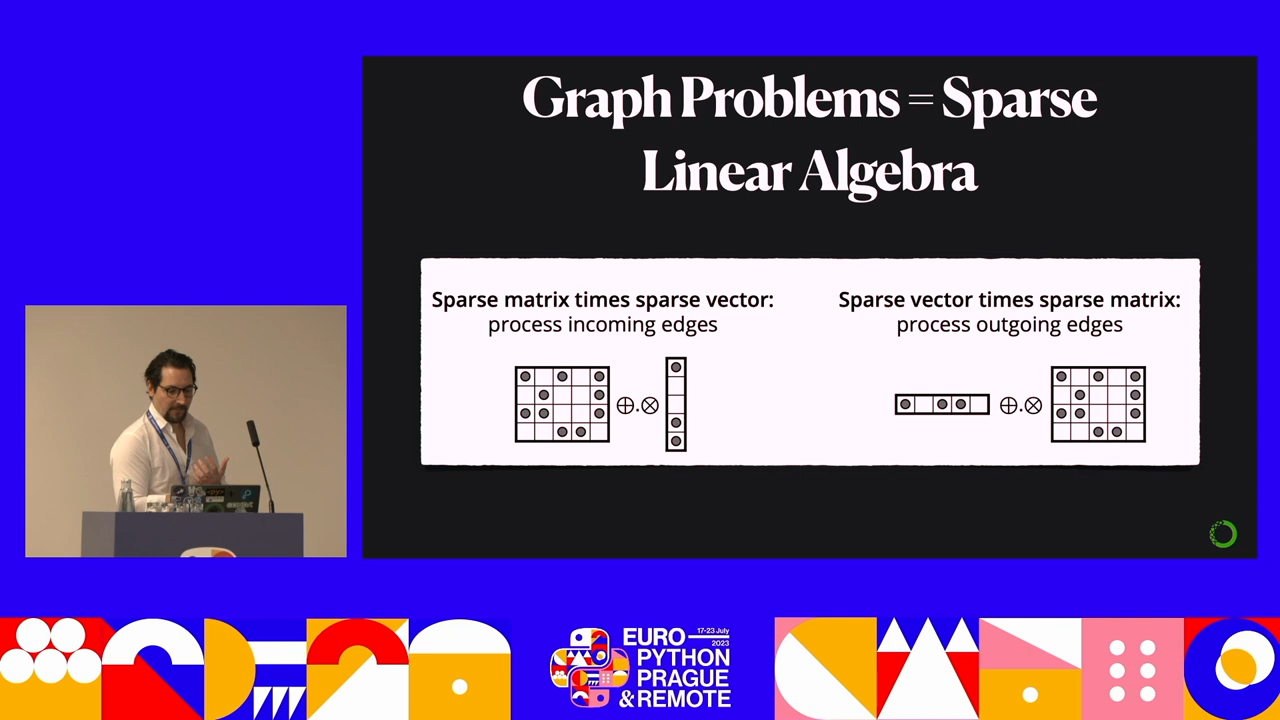 Graph Problems = Sparse
Linear Algebra
Sparse matrix times sparse vector:
process incoming edges
⊕.⊗
Sparse vector times sparse matrix:
process outgoing edges
⊕.⊗
17-23 July
2023
EURO
PYTHON
PRAGUE
& REMOTE